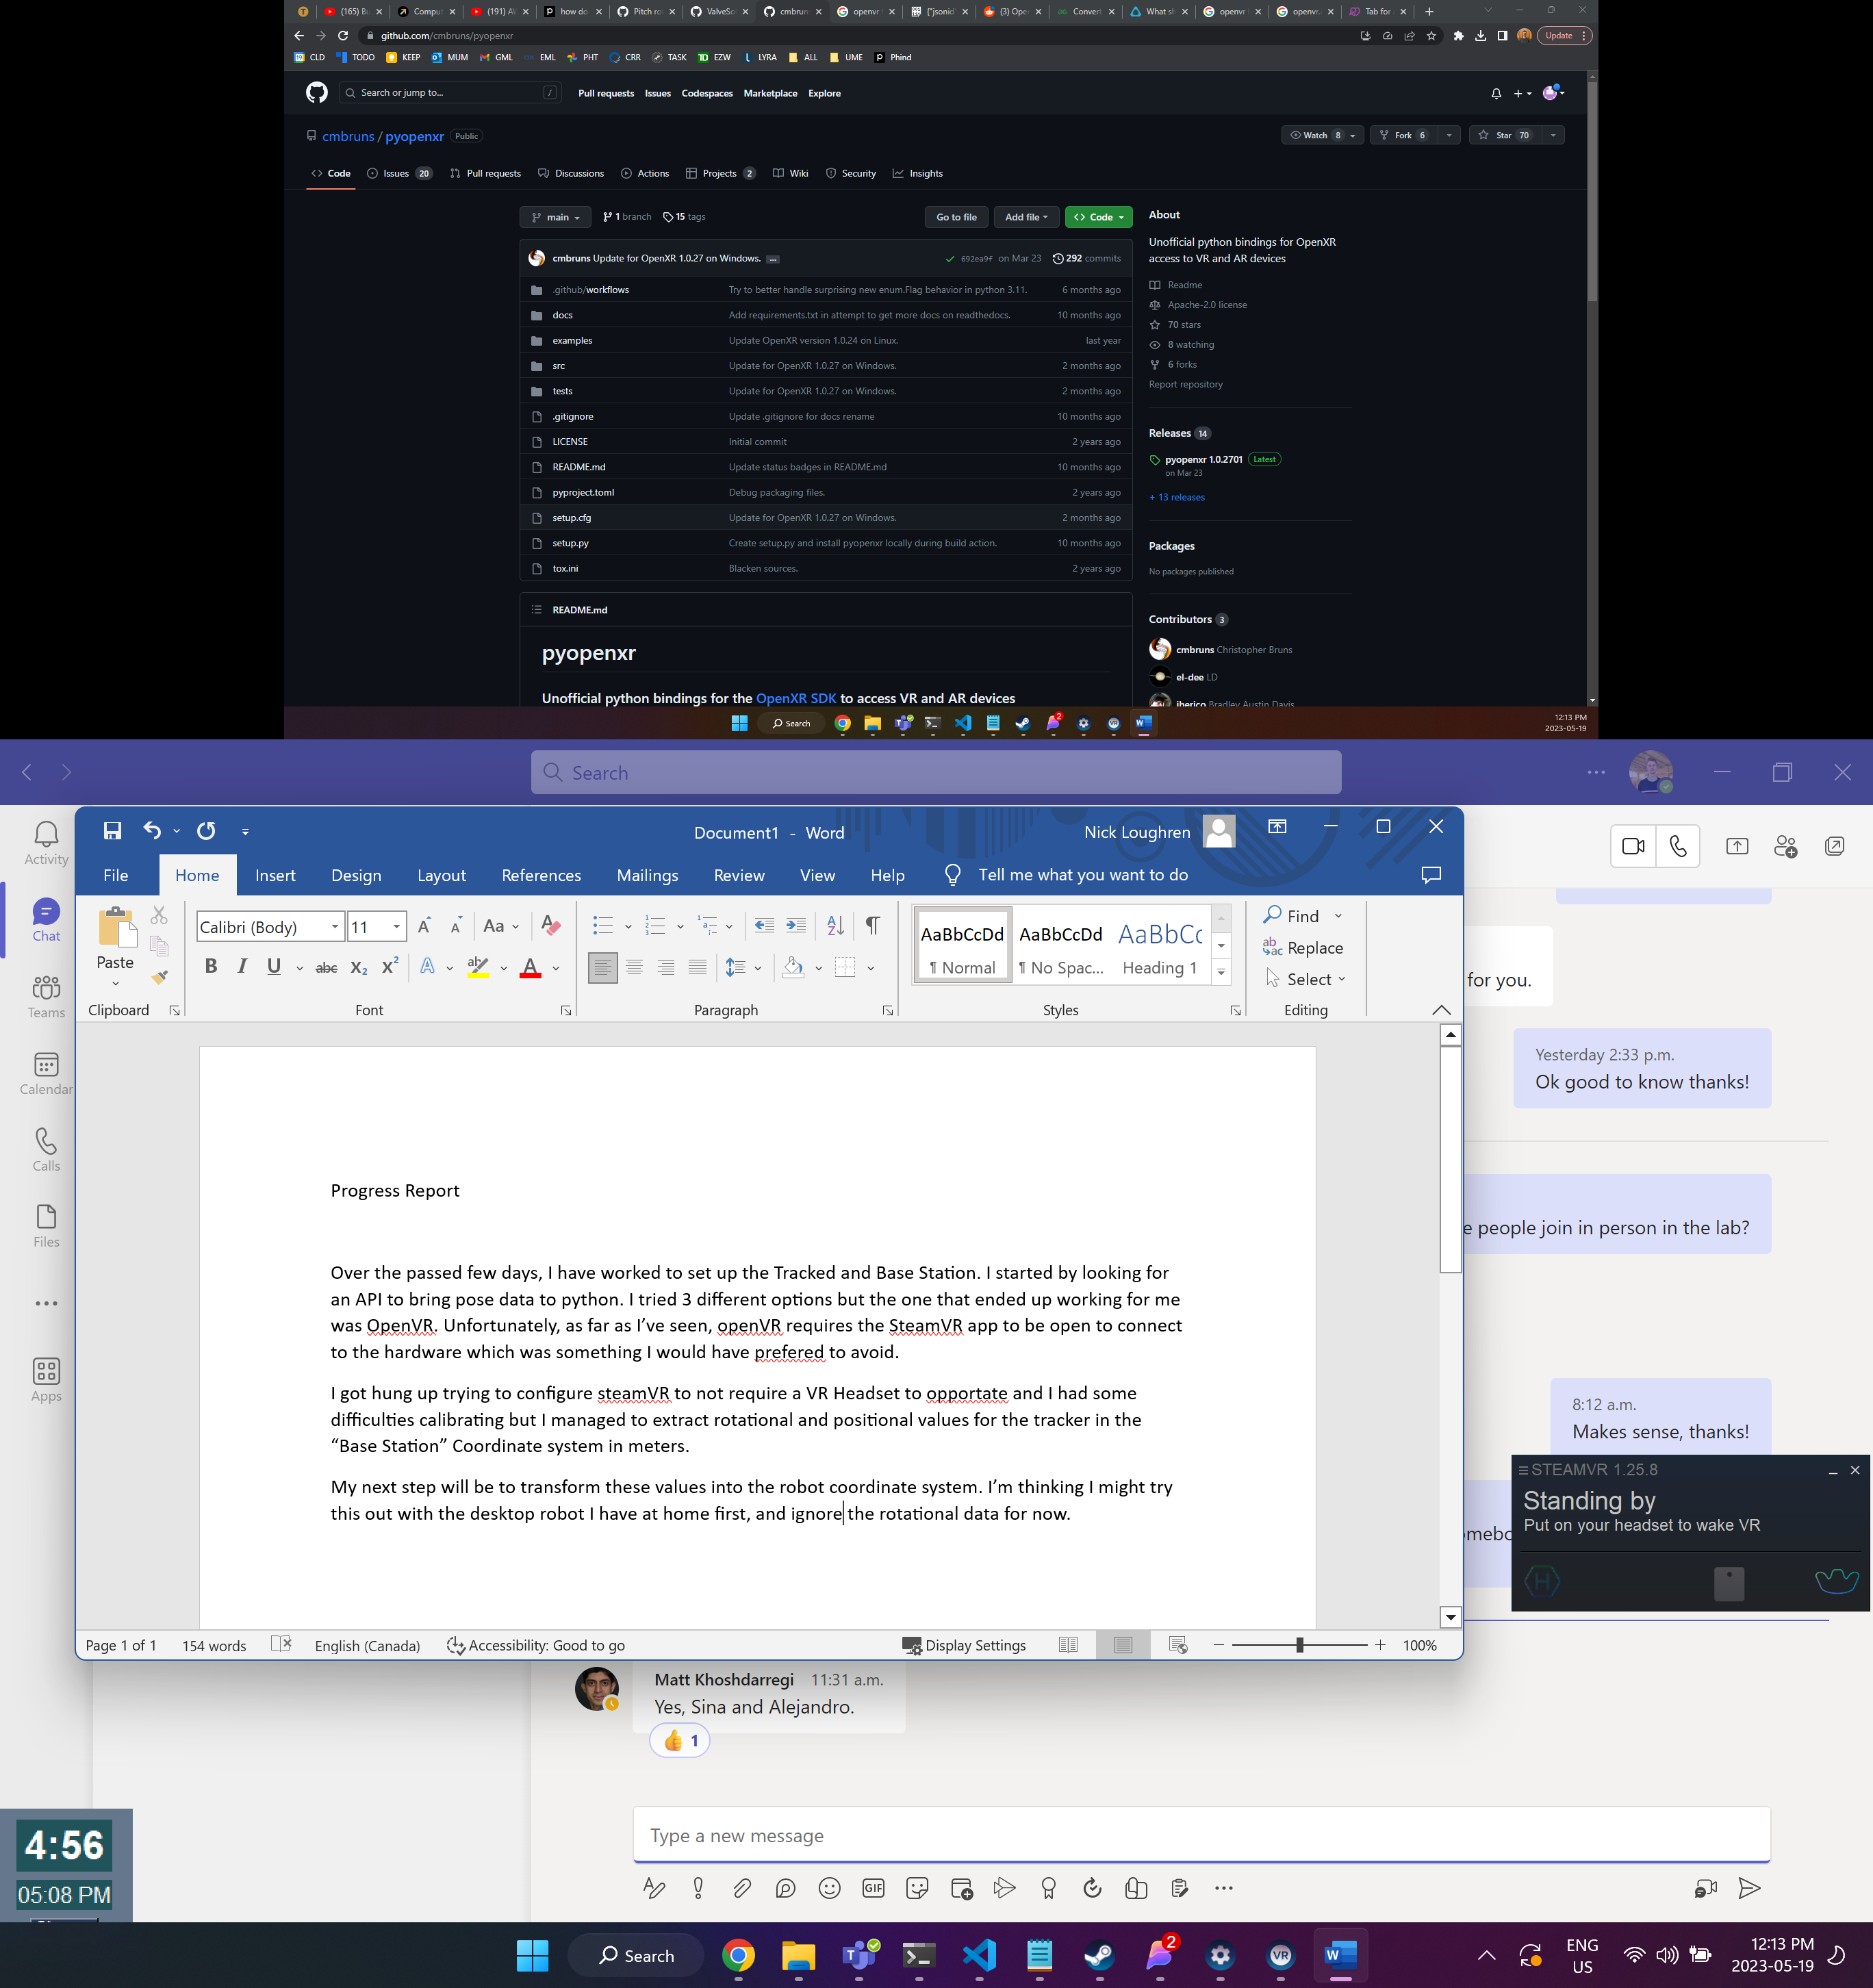 (165) B
Comput
(191) A
how do
Pitch ro
ValveSo
cmbrun
openvr
{"jsonid"
(3) Ope
Convert
What sh
openvr
openvr.
Tab for
github.com/cmbruns/pyopenxr
Update
CLD TODO KEEP MUM GML EML PHT CRR TASK EZW LYRA ALL UME Phind
Search or jump to... /
Pull requests Issues Codespaces Marketplace Explore
cmbruns / pyopenxr Public
Watch 8 Fork 6 Star 70
Code Issues 20 Pull requests Discussions Actions Projects 2 Wiki Security Insights
main 1 branch 15 tags Go to file Add file Code
cmbruns Update for OpenXR 1.0.27 on Windows. ... 692ea9f on Mar 23 292 commits
.github/workflows Try to better handle surprising new enum.Flag behavior in python 3.11. 6 months ago
docs Add requirements.txt in attempt to get more docs on readthedocs. 10 months ago
examples Update OpenXR version 1.0.24 on Linux. last year
src Update for OpenXR 1.0.27 on Windows. 2 months ago
tests Update for OpenXR 1.0.27 on Windows. 2 months ago
.gitignore Update .gitignore for docs rename 10 months ago
LICENSE Initial commit 2 years ago
README.md Update status badges in README.md 10 months ago
pyproject.toml Debug packaging files. 2 years ago
setup.cfg Update for OpenXR 1.0.27 on Windows. 2 months ago
setup.py Create setup.py and install pyopenxr locally during build action. 10 months ago
tox.ini Blacken sources. 2 years ago
README.md
pyopenxr
Unofficial python bindings for the OpenXR SDK to access VR and AR devices
About
Unofficial python bindings for OpenXR
access to VR and AR devices
Readme
Apache-2.0 license
70 stars
8 watching
6 forks
Report repository
Releases 14
pyopenxr 1.0.2701 Latest
on Mar 23
+ 13 releases
Packages
No packages published
Contributors 3
cmbruns Christopher Bruns
el-dee LD
jherico Bradley Austin Davis
Search
2
12:13 PM
2023-05-19
Search
Activity
Chat
Teams
Calendar
Calls
Files
Apps
Document1 - Word
Nick Loughren
File Home Insert Design Layout References Mailings Review View Help Tell me what you want to do
Paste
Clipboard
Calibri (Body) 11
Aa
B I U abc X2 X2 A A
Font
Paragraph
AaBbCcDd AaBbCcDd AaBbCc
¶ Normal ¶ No Spac... Heading 1
Styles
Find
Replace
Select
Editing
Progress Report
Over the passed few days, I have worked to set up the Tracked and Base Station. I started by looking for
an API to bring pose data to python. I tried 3 different options but the one that ended up working for me
was OpenVR. Unfortunately, as far as I've seen, openVR requires the SteamVR app to be open to connect
to the hardware which was something I would have prefered to avoid.
I got hung up trying to configure steamVR to not require a VR Headset to opportate and I had some
difficulties calibrating but I managed to extract rotational and positional values for the tracker in the
“Base Station” Coordinate system in meters.
My next step will be to transform these values into the robot coordinate system. I'm thinking I might try
this out with the desktop robot I have at home first, and ignore the rotational data for now.
Page 1 of 1 154 words English (Canada) Accessibility: Good to go Display Settings 100%
for you.
Yesterday 2:33 p.m.
Ok good to know thanks!
e people join in person in the lab?
8:12 a.m.
Makes sense, thanks!
STEAMVR 1.25.8
Standing by
Put on your headset to wake VR
Matt Khoshdarregi 11:31 a.m.
Yes, Sina and Alejandro.
1
Type a new message
GIF
4:56
05:08 PM
Search
2
ENG
US
12:13 PM
2023-05-19